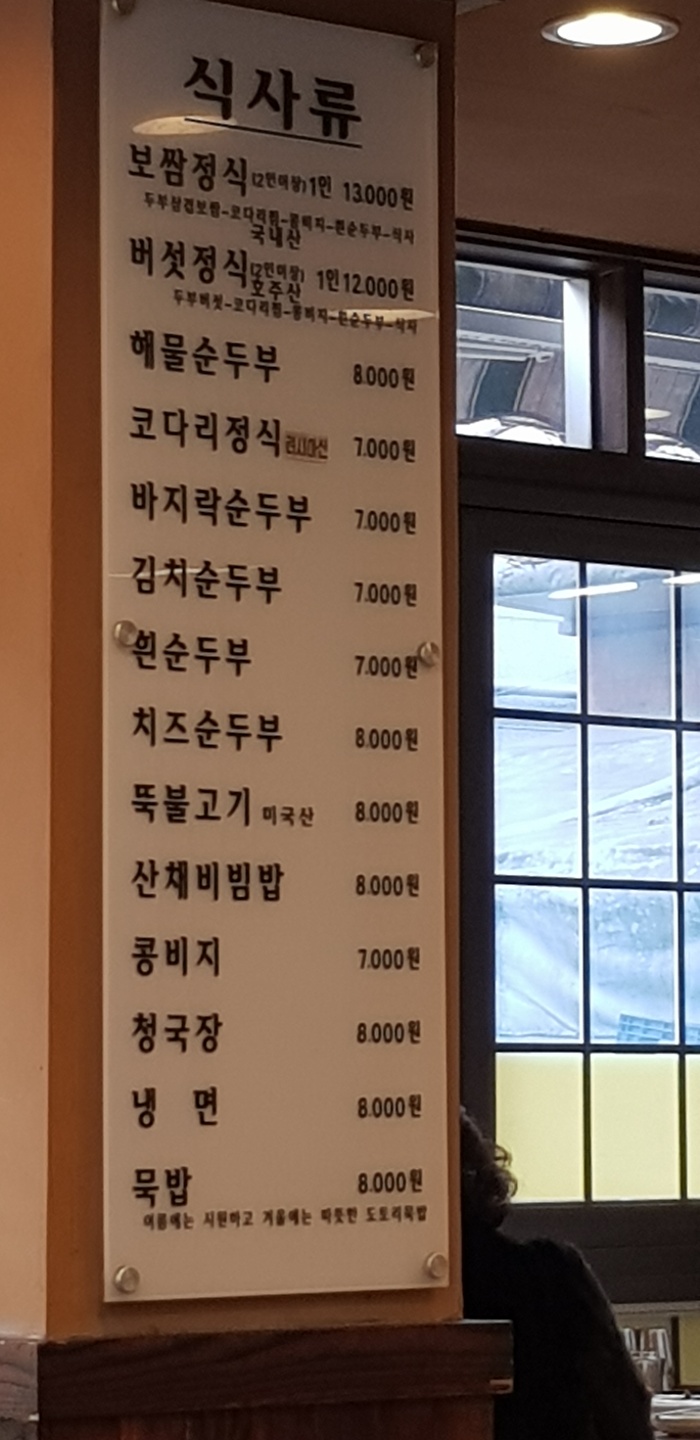 식사류
보쌈정식(2인이상)1인 13.000원
두부삼겹보쌈-코다리찜-콩비지-흰순두부-식사
국내산
버섯정식(2인이상) 1인12.000원
호주산
두부버섯-코다리찜-콩비지-흰순두부-식사
해물순두부 8.000원
코다리정식 러시아산 7.000원
바지락순두부 7.000원
김치순두부 7.000원
흰순두부 7.000원
치즈순두부 8.000원
뚝불고기 미국산 8.000원
산채비빔밥 8.000원
콩비지 7.000원
청국장 8.000원
냉 면 8.000원
묵밥 8.000원
여름에는 시원하고 겨울에는 따뜻한 도토리묵밥